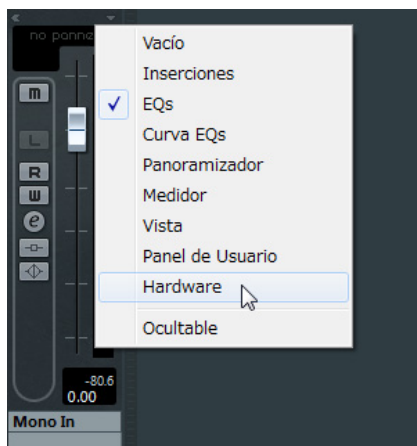 no panne
Vacío
Inserciones
EQs
Curva EQs
Panoramizador
Medidor
Vista
Panel de Usuario
Hardware
Ocultable
m
L
R
W
e
-80.6
0.00
Mono In